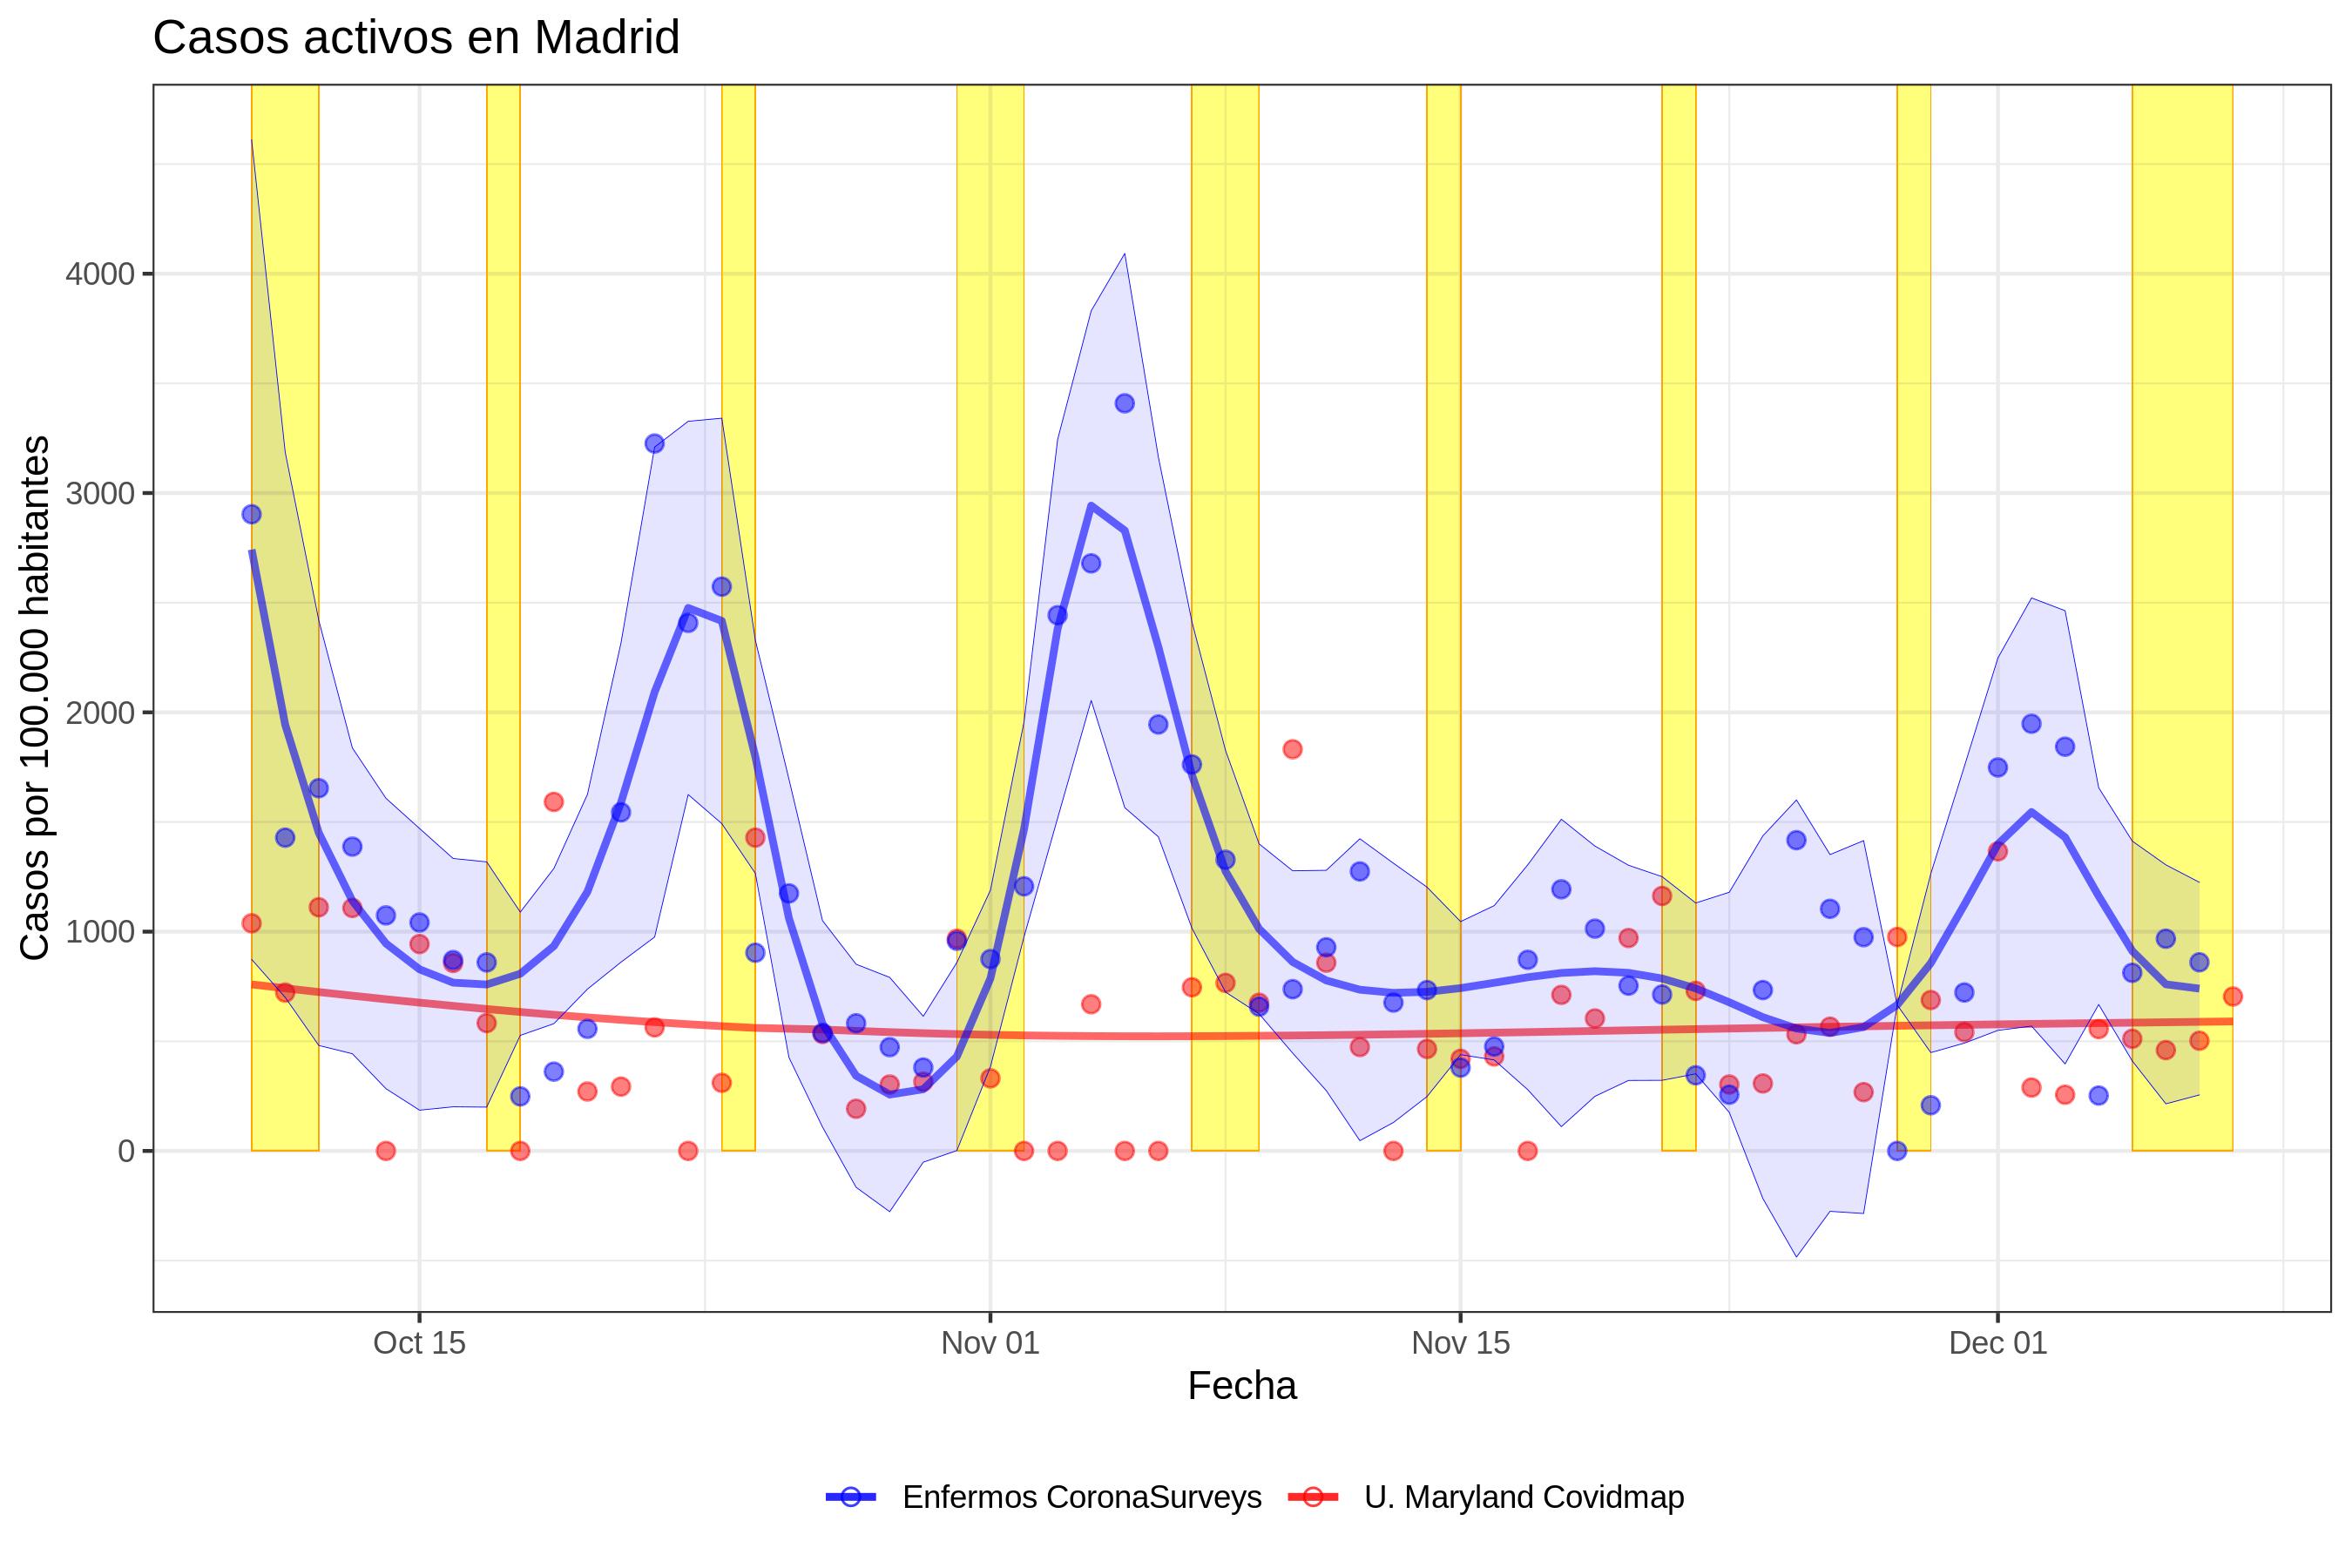 Casos activos en Madrid
Casos por 100.000 habitantes
4000
3000
2000
1000
0
Oct 15
Nov 01
Nov 15
Dec 01
Fecha
Enfermos CoronaSurveys
U. Maryland Covidmap